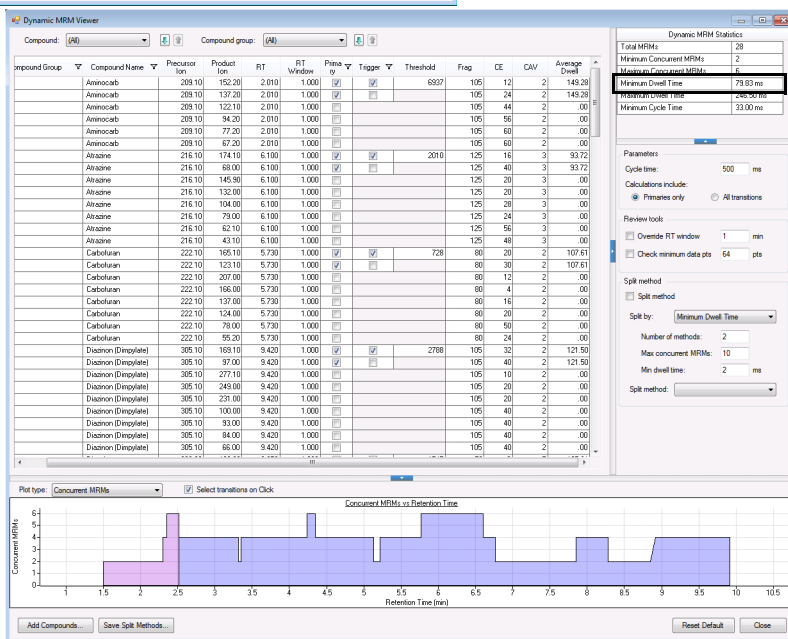 Dynamic MRM Viewer
Compound: (All) Compound group: (All)
ompound Group Compound Name Precursor Ion Product Ion RT RT Window Prima ry Trigger Threshold Frag CE CAV Average Dwell
Aminocarb 209.10 152.20 2.010 1.000 6937 105 12 2 149.28
Aminocarb 209.10 137.20 2.010 1.000 105 24 2 149.28
Aminocarb 209.10 122.10 2.010 1.000 105 44 2 .00
Aminocarb 209.10 94.20 2.010 1.000 105 56 2 .00
Aminocarb 209.10 77.20 2.010 1.000 105 60 2 .00
Aminocarb 209.10 67.20 2.010 1.000 105 60 2 .00
Atrazine 216.10 174.10 6.100 1.000 2010 125 16 3 93.72
Atrazine 216.10 68.00 6.100 1.000 125 40 3 93.72
Atrazine 216.10 145.90 6.100 1.000 125 20 3 .00
Atrazine 216.10 132.00 6.100 1.000 125 20 3 .00
Atrazine 216.10 104.00 6.100 1.000 125 28 3 .00
Atrazine 216.10 79.00 6.100 1.000 125 24 3 .00
Atrazine 216.10 62.10 6.100 1.000 125 56 3 .00
Atrazine 216.10 43.10 6.100 1.000 125 48 3 .00
Carbofuran 222.10 165.10 5.730 1.000 728 80 20 2 107.61
Carbofuran 222.10 123.10 5.730 1.000 80 30 2 107.61
Carbofuran 222.10 207.00 5.730 1.000 80 12 2 .00
Carbofuran 222.10 166.00 5.730 1.000 80 4 2 .00
Carbofuran 222.10 137.00 5.730 1.000 80 16 2 .00
Carbofuran 222.10 124.00 5.730 1.000 80 20 2 .00
Carbofuran 222.10 78.00 5.730 1.000 80 50 2 .00
Carbofuran 222.10 55.20 5.730 1.000 80 24 2 .00
Diazinon (Dimpylate) 305.10 169.10 9.420 1.000 2788 105 32 2 121.50
Diazinon (Dimpylate) 305.10 97.00 9.420 1.000 105 40 2 121.50
Diazinon (Dimpylate) 305.10 277.10 9.420 1.000 105 10 2 .00
Diazinon (Dimpylate) 305.10 249.00 9.420 1.000 105 20 2 .00
Diazinon (Dimpylate) 305.10 231.00 9.420 1.000 105 20 2 .00
Diazinon (Dimpylate) 305.10 100.00 9.420 1.000 105 40 2 .00
Diazinon (Dimpylate) 305.10 93.00 9.420 1.000 105 40 2 .00
Diazinon (Dimpylate) 305.10 84.00 9.420 1.000 105 40 2 .00
Diazinon (Dimpylate) 305.10 66.00 9.420 1.000 105 40 2 .00
Dynamic MRM Statistics
Total MRMs 28
Minimum Concurrent MRMs 2
Maximum Concurrent MRMs 6
Minimum Dwell Time 79.83 ms
Maximum Dwell Time 246.50 ms
Minimum Cycle Time 33.00 ms
Parameters
Cycle time: 500 ms
Calculations include:
Primaries only All transitions
Review tools
Override RT window 1 min
Check minimum data pts 64 pts
Split method
Split method
Split by: Minimum Dwell Time
Number of methods: 2
Max concurrent MRMs: 10
Min dwell time: 2 ms
Split method:
Plot type: Concurrent MRMs Select transitions on Click
Concurrent MRMs vs Retention Time
Concurrent MRMs
6
5
4
3
2
1
0
1 1.5 2 2.5 3 3.5 4 4.5 5 5.5 6 6.5 7 7.5 8 8.5 9 9.5 10 10.5
Retention Time (min)
Add Compounds... Save Split Methods... Reset Default Close